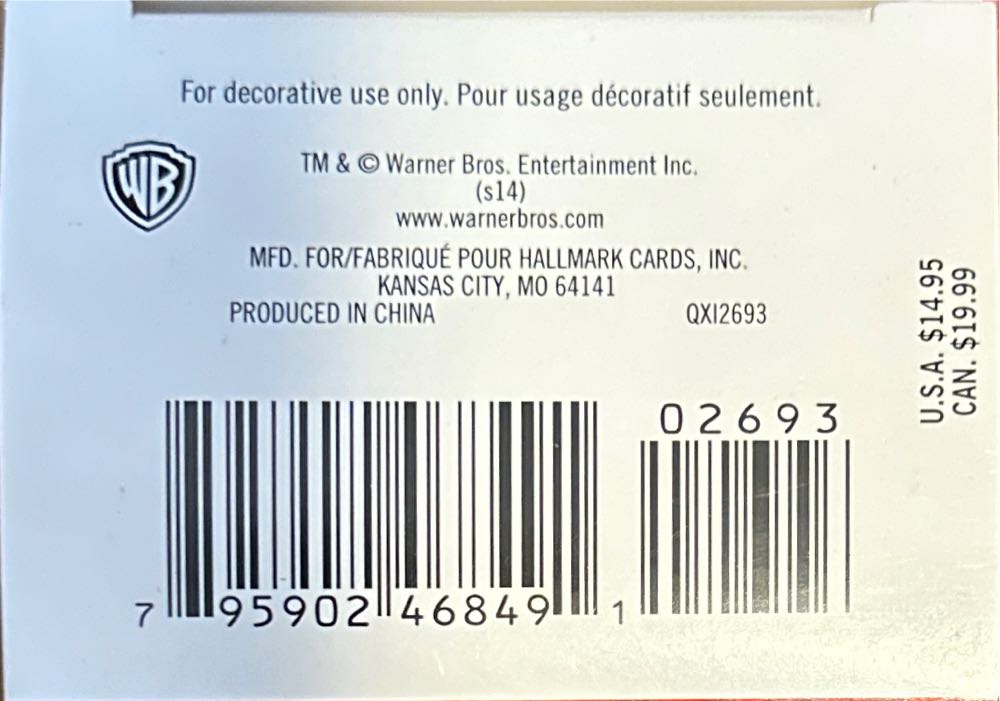 For decorative use only. Pour usage décoratif seulement.
WB
TM & © Warner Bros. Entertainment Inc.
(s14)
www.warnerbros.com
MFD. FOR/FABRIQUÉ POUR HALLMARK CARDS, INC.
KANSAS CITY, MO 64141
PRODUCED IN CHINA QXI2693
U.S.A. $14.95
CAN. $19.99
02693
7 95902 46849 1